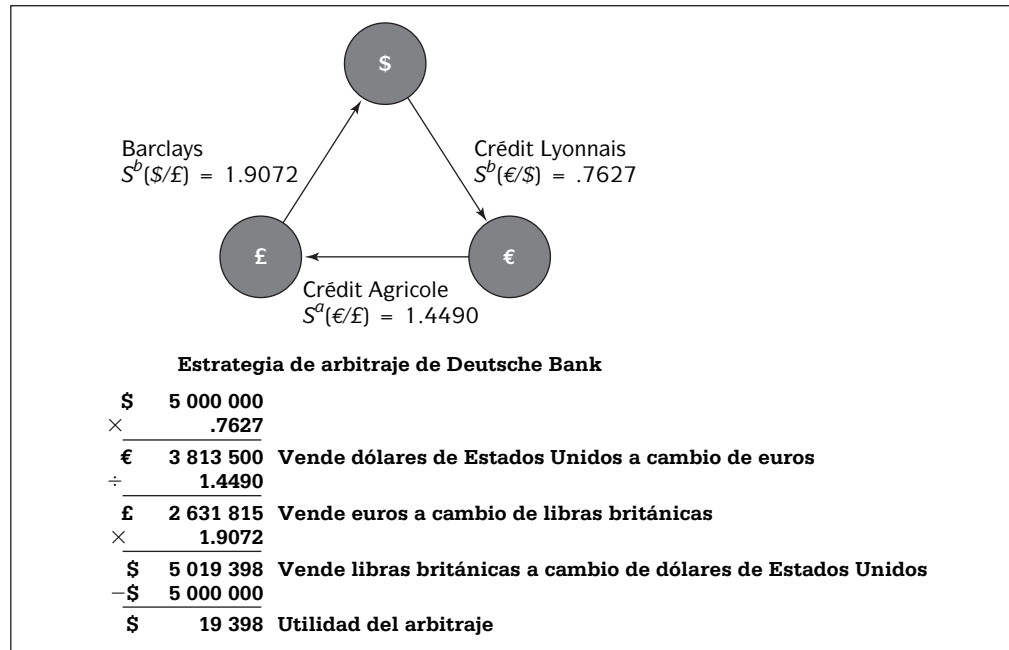 $
Barclays
S^b($/£) = 1.9072
Crédit Lyonnais
S^b(€/$) = .7627
£
€
Crédit Agricole
S^a(€/£) = 1.4490
Estrategia de arbitraje de Deutsche Bank
$ 5 000 000
× .7627
€ 3 813 500 Vende dólares de Estados Unidos a cambio de euros
÷ 1.4490
£ 2 631 815 Vende euros a cambio de libras británicas
× 1.9072
$ 5 019 398 Vende libras británicas a cambio de dólares de Estados Unidos
−$ 5 000 000
$ 19 398 Utilidad del arbitraje